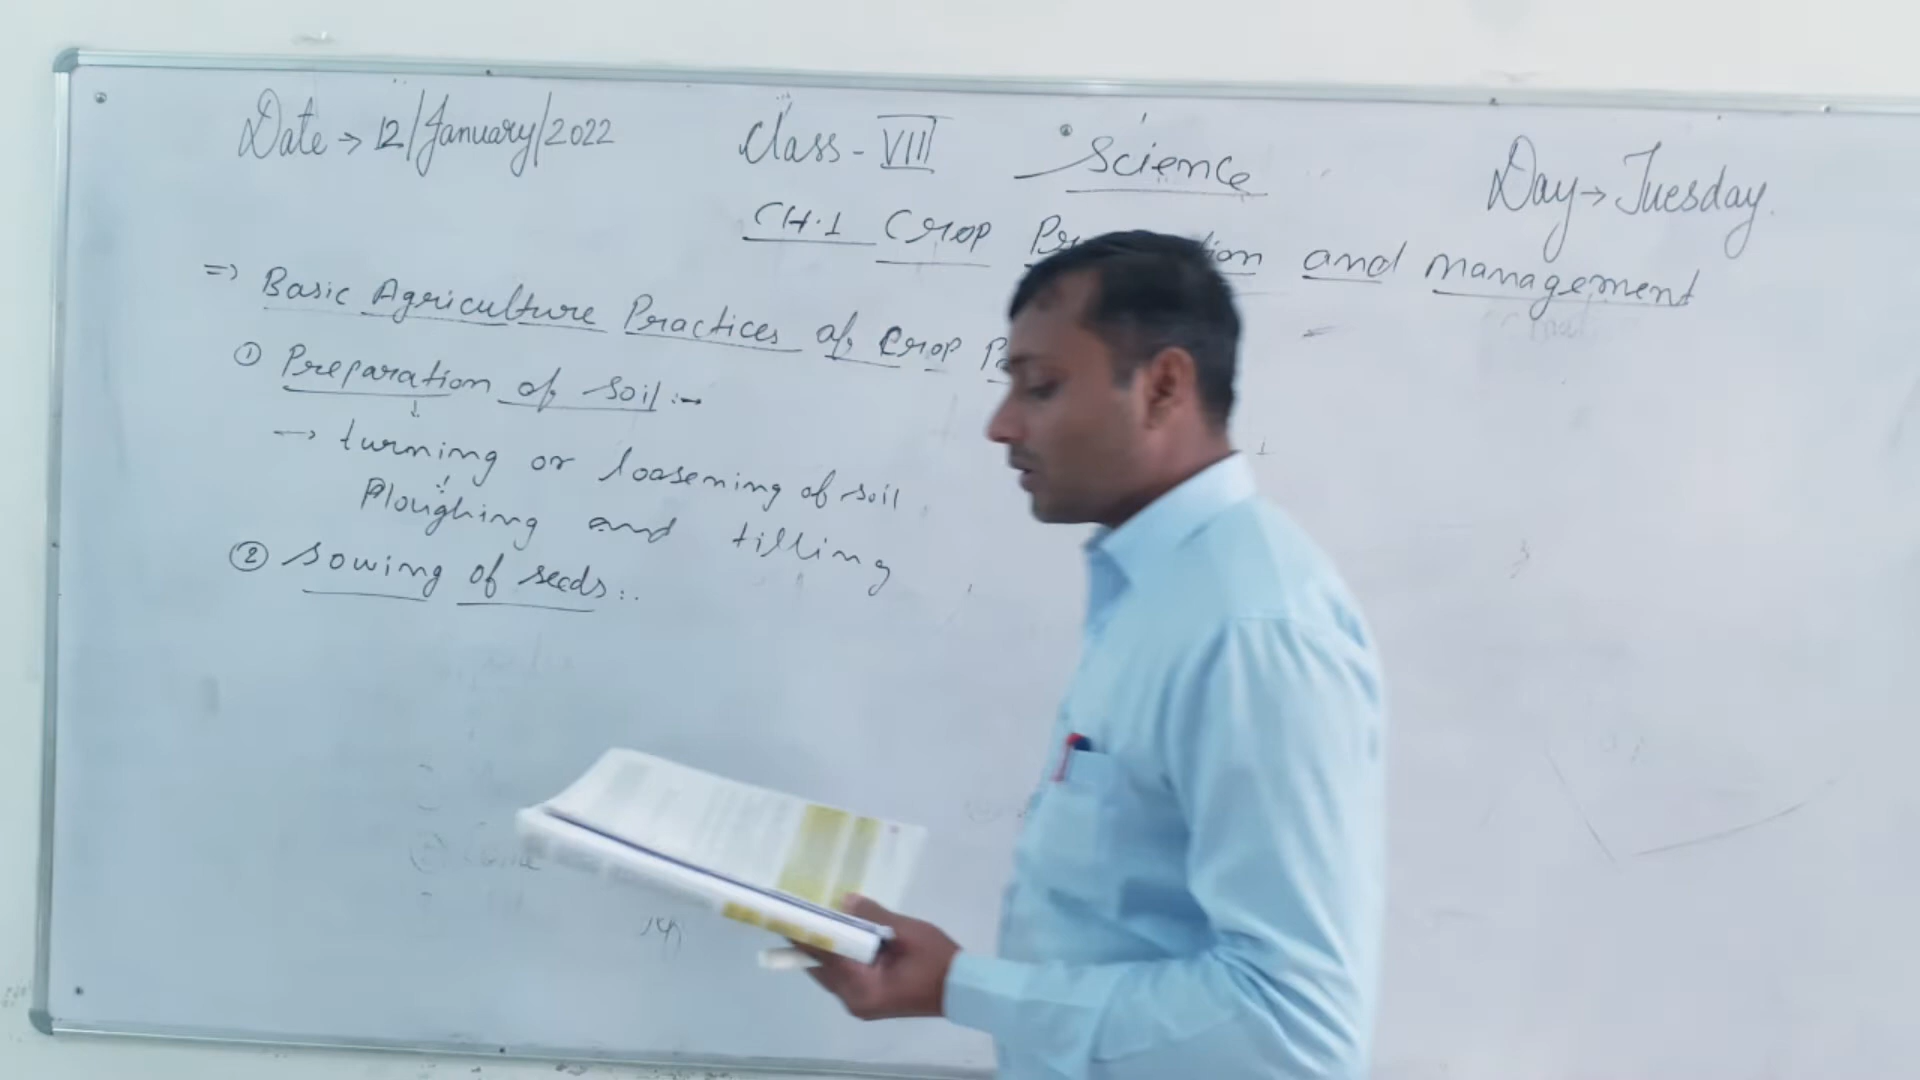 Date → 12/January/2022 Class - VIII Science Day → Tuesday.
CH.1 Crop and management
=> Basic Agriculture Practices of Crop
① Preparation of soil :-
→ turning or loosening of soil
Ploughing and tilling
② Sowing of seeds :.